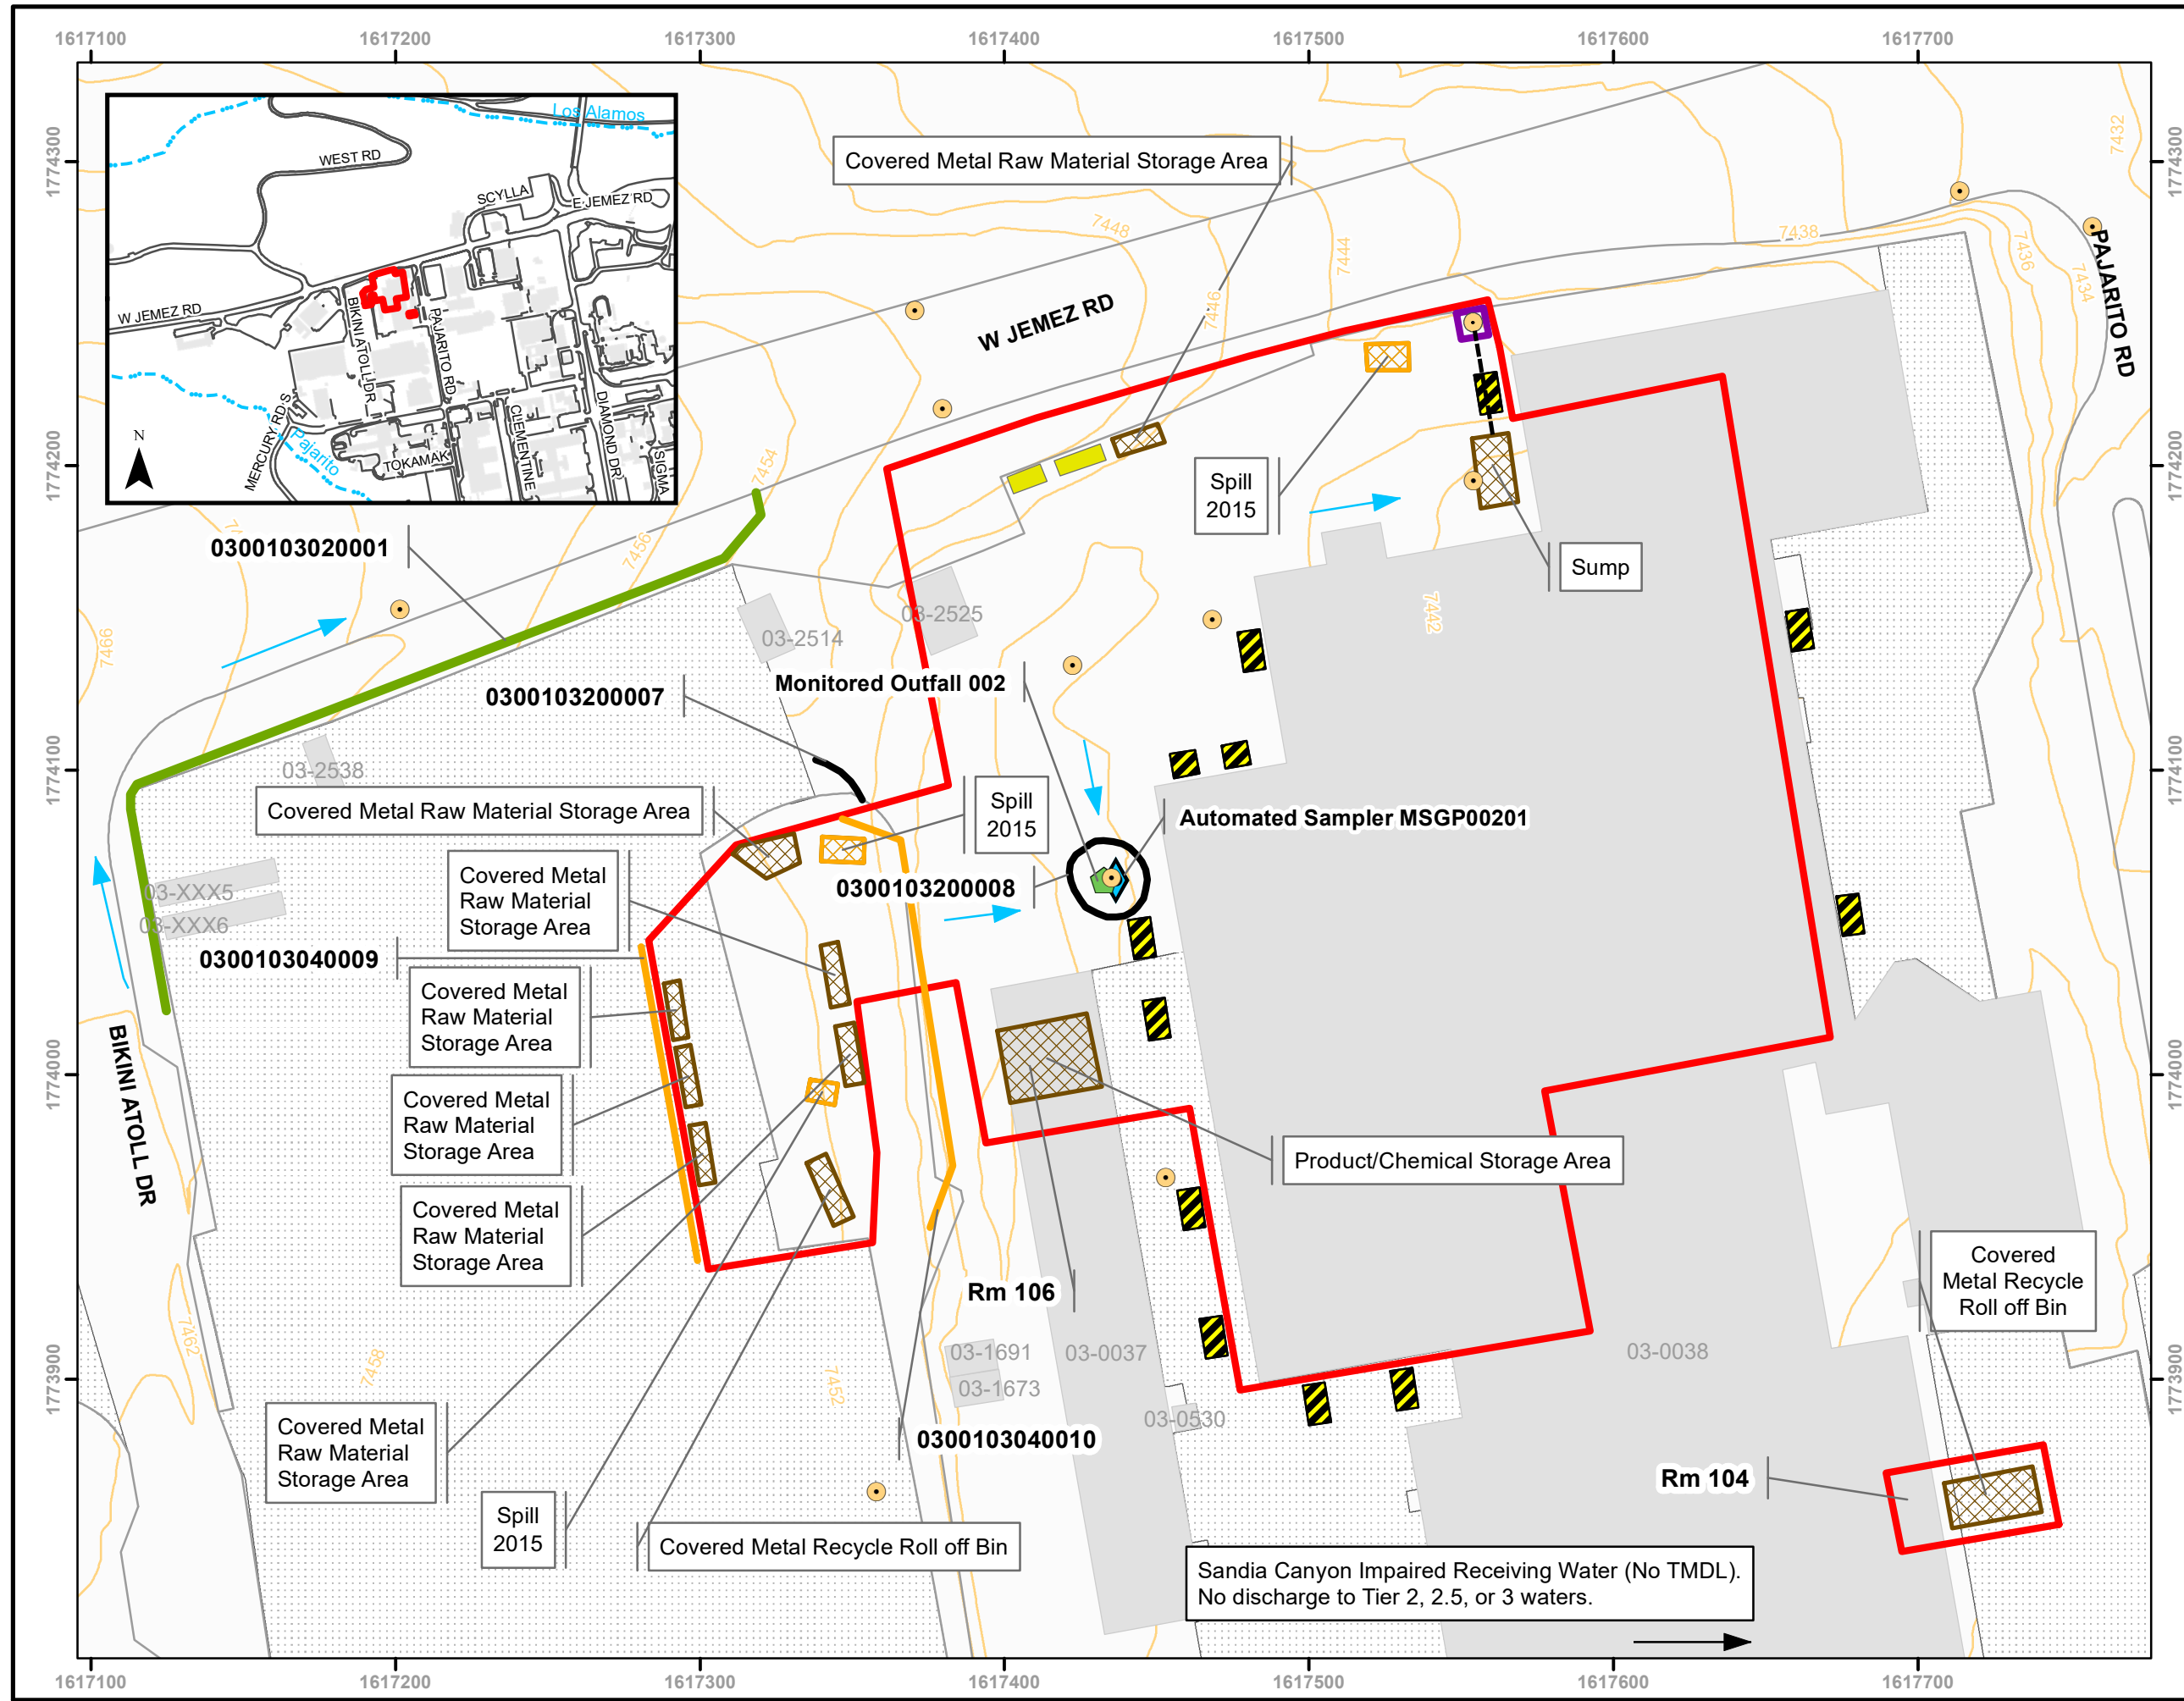 1617100
1617200
1617300
1617400
1617500
1617600
1617700
1774300
1774200
1774100
1774000
1773900
1774300
1774200
1774100
1774000
1773900
Los Alamos
WEST RD
SCYLLA
E JEMEZ RD
W JEMEZ RD
BIKINI ATOLL DR
PAJARITO RD
MERCURY RD S
Pajarito
TOKAMAK
CLEMENTINE
DIAMOND DR
SIGMA
N
Covered Metal Raw Material Storage Area
7432
7448
7444
7438
7446
7436
7434
W JEMEZ RD
PAJARITO RD
Spill
2015
7454
7456
Sump
0300103020001
7466
7442
03-2525
03-2514
Monitored Outfall 002
0300103200007
03-2538
Covered Metal Raw Material Storage Area
Spill
2015
Automated Sampler MSGP00201
Covered Metal
Raw Material
Storage Area
0300103200008
03-XXX5
03-XXX6
0300103040009
Covered Metal
Raw Material
Storage Area
Covered Metal
Raw Material
Storage Area
BIKINI ATOLL DR
Product/Chemical Storage Area
Covered Metal
Raw Material
Storage Area
Covered
Metal Recycle
Roll off Bin
Rm 106
7462
7458
7452
03-1691
03-0037
03-0038
03-1673
03-0530
Covered Metal
Raw Material
Storage Area
0300103040010
Rm 104
Spill
2015
Covered Metal Recycle Roll off Bin
Sandia Canyon Impaired Receiving Water (No TMDL).
No discharge to Tier 2, 2.5, or 3 waters.
1617100
1617200
1617300
1617400
1617500
1617600
1617700